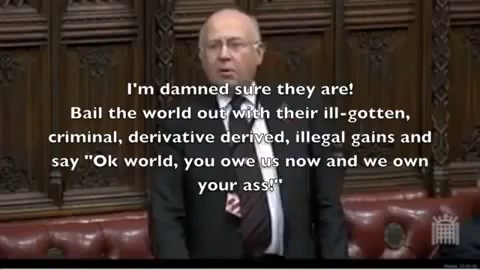 I'm damned sure they are!
Bail the world out with their ill-gotten,
criminal, derivative derived, illegal gains and
say "Ok world, you owe us now and we own
your ass!"